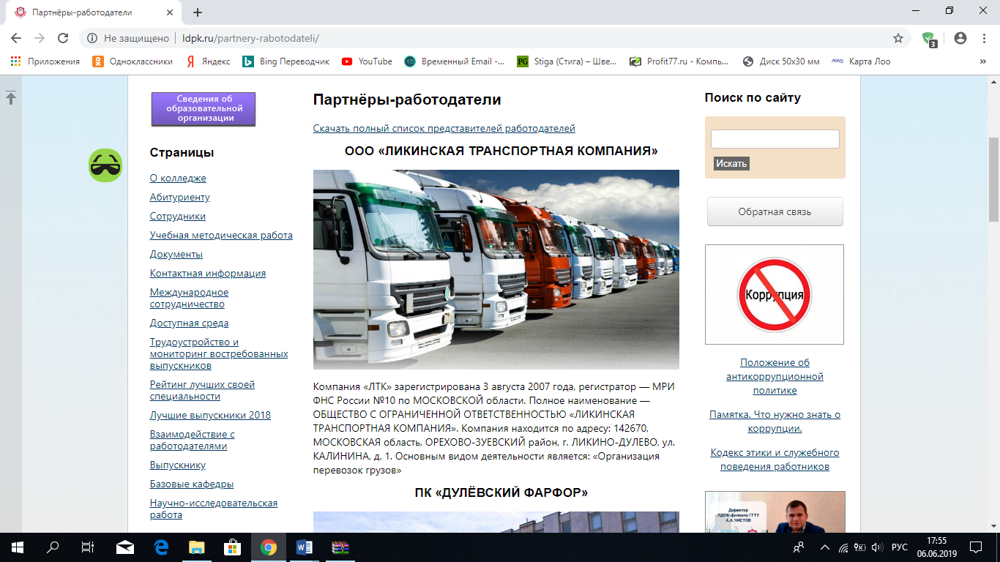 Партнёры-работодатели
Не защищено | ldpk.ru/partnery-rabotodateli/
3
Приложения
Одноклассники
Яндекс
Bing Переводчик
YouTube
Временный Email -...
PG Stiga (Стига) – Шве...
Profit77.ru - Компь...
Диск 50x30 мм
Карта Лоо
»
Сведения об
образовательной
организации
Страницы
О колледже
Абитуриенту
Сотрудники
Учебная методическая работа
Документы
Контактная информация
Международное
сотрудничество
Доступная среда
Трудоустройство и
мониторинг востребованных
выпускников
Рейтинг лучших своей
специальности
Лучшие выпускники 2018
Взаимодействие с
работодателями
Выпускнику
Базовые кафедры
Научно-исследовательская
работа
Партнёры-работодатели
Скачать полный список представителей работодателей
ООО «ЛИКИНСКАЯ ТРАНСПОРТНАЯ КОМПАНИЯ»
Компания «ЛТК» зарегистрирована 3 августа 2007 года, регистратор — МРИ
ФНС России №10 по МОСКОВСКОЙ области. Полное наименование —
ОБЩЕСТВО С ОГРАНИЧЕННОЙ ОТВЕТСТВЕННОСТЬЮ «ЛИКИНСКАЯ
ТРАНСПОРТНАЯ КОМПАНИЯ». Компания находится по адресу: 142670,
МОСКОВСКАЯ область, ОРЕХОВО-ЗУЕВСКИЙ район, г. ЛИКИНО-ДУЛЕВО, ул.
КАЛИНИНА, д. 1. Основным видом деятельности является: «Организация
перевозок грузов»
ПК «ДУЛЁВСКИЙ ФАРФОР»
Поиск по сайту
Искать
Обратная связь
Коррупция
Положение об
антикоррупционной
политике
Памятка. Что нужно знать о
коррупции.
Кодекс этики и служебного
поведения работников
Директор
ЛДПК-филиала ГГТУ
А.А.ЧИСТОВ
РУС
17:55
06.06.2019